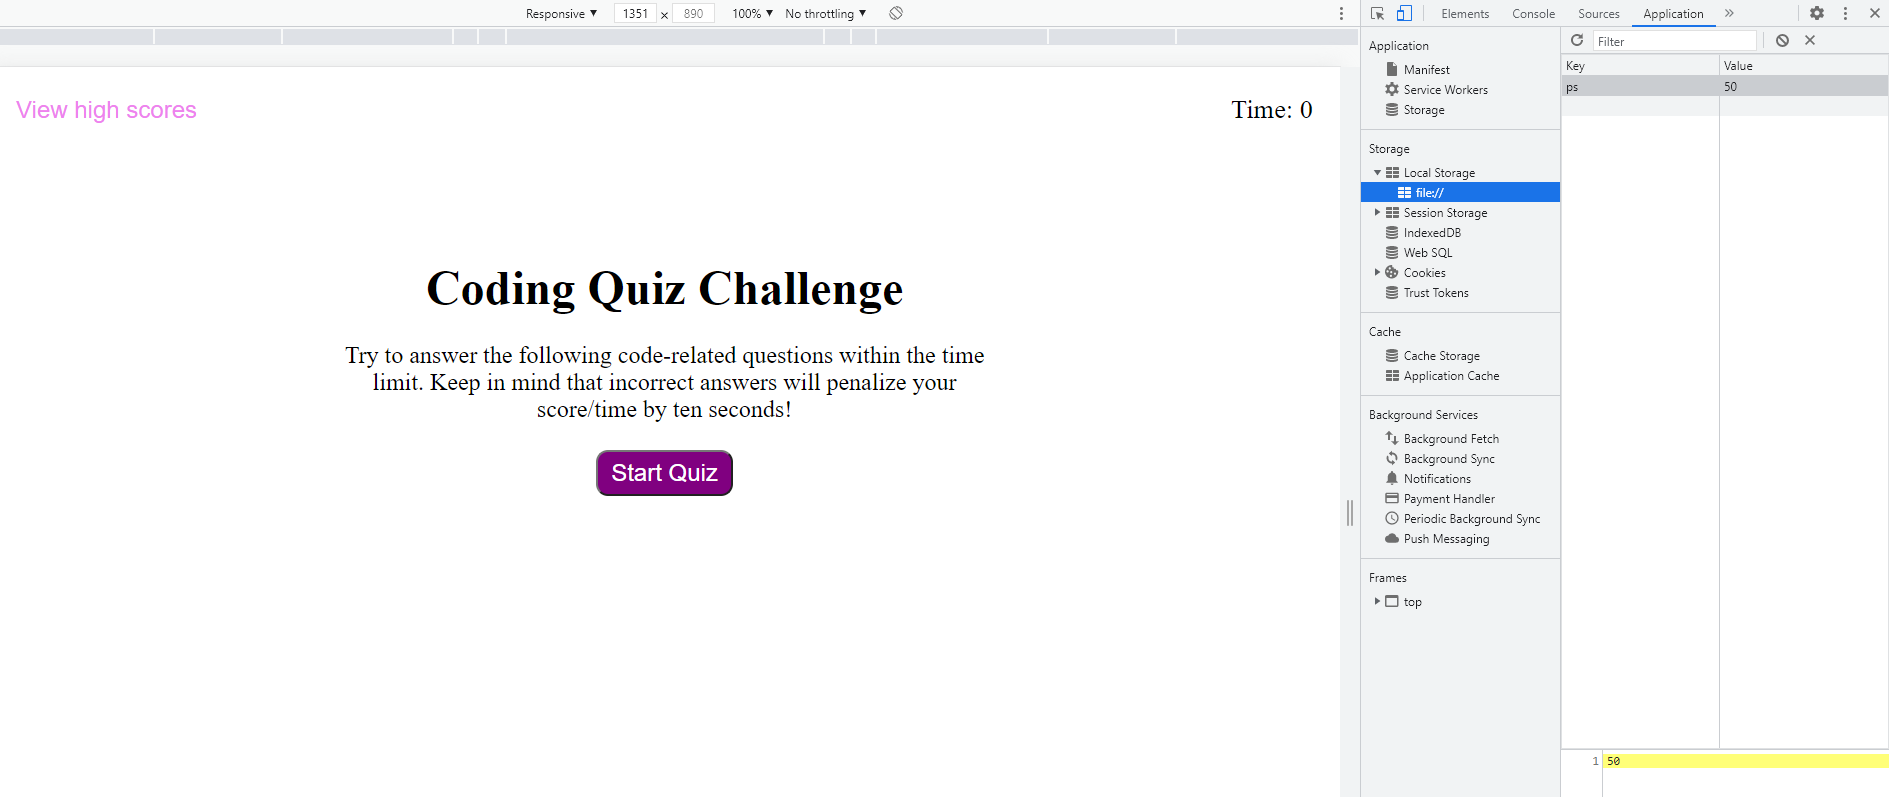 Responsive ▼ 1351 x 890 100% ▼ No throttling ▼
View high scores
Time: 0
Coding Quiz Challenge
Try to answer the following code-related questions within the time
limit. Keep in mind that incorrect answers will penalize your
score/time by ten seconds!
Start Quiz
Elements Console Sources Application »
Application
Manifest
Service Workers
Storage
Storage
Local Storage
file://
Session Storage
IndexedDB
Web SQL
Cookies
Trust Tokens
Cache
Cache Storage
Application Cache
Background Services
Background Fetch
Background Sync
Notifications
Payment Handler
Periodic Background Sync
Push Messaging
Frames
top
Filter
Key Value
ps 50
1 50